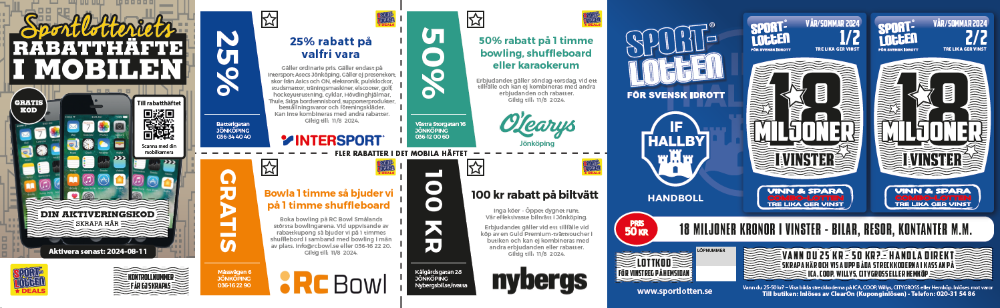 Sportlotteriets
RABATTHÄFTE
I MOBILEN
GRATIS
KOD
Till rabatthäftet
Scanna med din
mobilkamera
DIN AKTIVERINGSKOD
SKRAPA HÄR
Aktivera senast: 2024-08-11
SPORT-
LOTTEN
DEALS
KONTROLLNUMMER
FÅR EJ SKRAPAS
25%
SPORT-
LOTTEN
DEALS
25% rabatt på
valfri vara
Gäller ordinarie pris. Gäller endast på
Intersport Asecs Jönköping. Gäller ej presentkort,
skor från Asics och ON, elektronik, pulsklockor,
studsmattor, träningsmaskiner, elscooter, golf,
hockeyutrustning, cyklar, Hövdinghjälmar,
Thule, Stiga bordtennisbord, supporterprodukter,
beställningsvaror och föreningskläder.
Kan inte kombineras med andra rabatter.
Giltig till: 11/8 2024.
Batterigatan
JÖNKÖPING
036-34 40 40
INTERSPORT
50%
SPORT-
LOTTEN
DEALS
50% rabatt på 1 timme
bowling, shuffleboard
eller karaokerum
Erbjudandet gäller söndag-torsdag, vid ett
tillfälle och kan ej kombineras med andra
erbjudanden och rabatter.
Giltig till: 11/8 2024.
Västra Storgatan 16
JÖNKÖPING
036-12 00 60
O'Learys
Jönköping
FLER RABATTER I DET MOBILA HÄFTET
GRATIS
SPORT-
LOTTEN
DEALS
Bowla 1 timme så bjuder vi
på 1 timme shuffleboard
Boka bowling på RC Bowl Smålands
största bowlingarena. Vid uppvisande av
rabattkupong så bjuder vi på 1 timmes
shufflebord i samband med bowling i mån
av plats. info@rcbowl.se eller 036-16 22 20.
Giltig till: 11/8 2024.
Mässvägen 6
JÖNKÖPING
036-16 22 90
RC Bowl
100 KR
SPORT-
LOTTEN
DEALS
100 kr rabatt på biltvätt
Inga köer - Öppet dygnet runt.
Vår effektivaste biltvätt i Jönköping.
Erbjudandet gäller vid ett tillfälle vid
köp av en Guld Premium-tvättvoucher i
butiken och kan ej kombineras med
andra erbjudanden eller rabatter.
Giltig till: 11/8 2024.
Kålgårdsgatan 28
JÖNKÖPING
Nybergsbil.se/tvatta
nybergs
SPORT-
LOTTEN®
FÖR SVENSK IDROTT
IF
HALLBY
HANDBOLL
SPORT-
LOTTEN
FÖR SVENSK IDROTT
VÅR/SOMMAR 2024
1/2
TRE LIKA GER VINST
18
MILJONER
I VINSTER
VINN & SPARA
COMBO-LOTTEN
TRE LIKA GER VINST
SPORT-
LOTTEN
FÖR SVENSK IDROTT
VÅR/SOMMAR 2024
2/2
TRE LIKA GER VINST
18
MILJONER
I VINSTER
VINN & SPARA
COMBO-LOTTEN
TRE LIKA GER VINST
PRIS
50 KR
18 MILJONER KRONOR I VINSTER - BILAR, RESOR, KONTANTER M.M.
LOTTKOD
FÖR VINSTREG PÅ HEMSIDAN
LÖPNUMMER
www.sportlotten.se
VANN DU 25 KR - 50 KR? - HANDLA DIREKT
SKRAPA HÄR OCH VISA UPP BÅDA STRECKKODERNA I KASSAN PÅ
ICA, COOP, WILLYS, CITYGROSS ELLER HEMKÖP
Vann du 25-50 kr? – Visa båda streckkoderna på ICA, COOP, Willys, CITYGROSS eller Hemköp. Inlöses mot varor
Till butiken: Inlöses av ClearOn (Kuponginlösen) - Telefon: 020-31 54 86